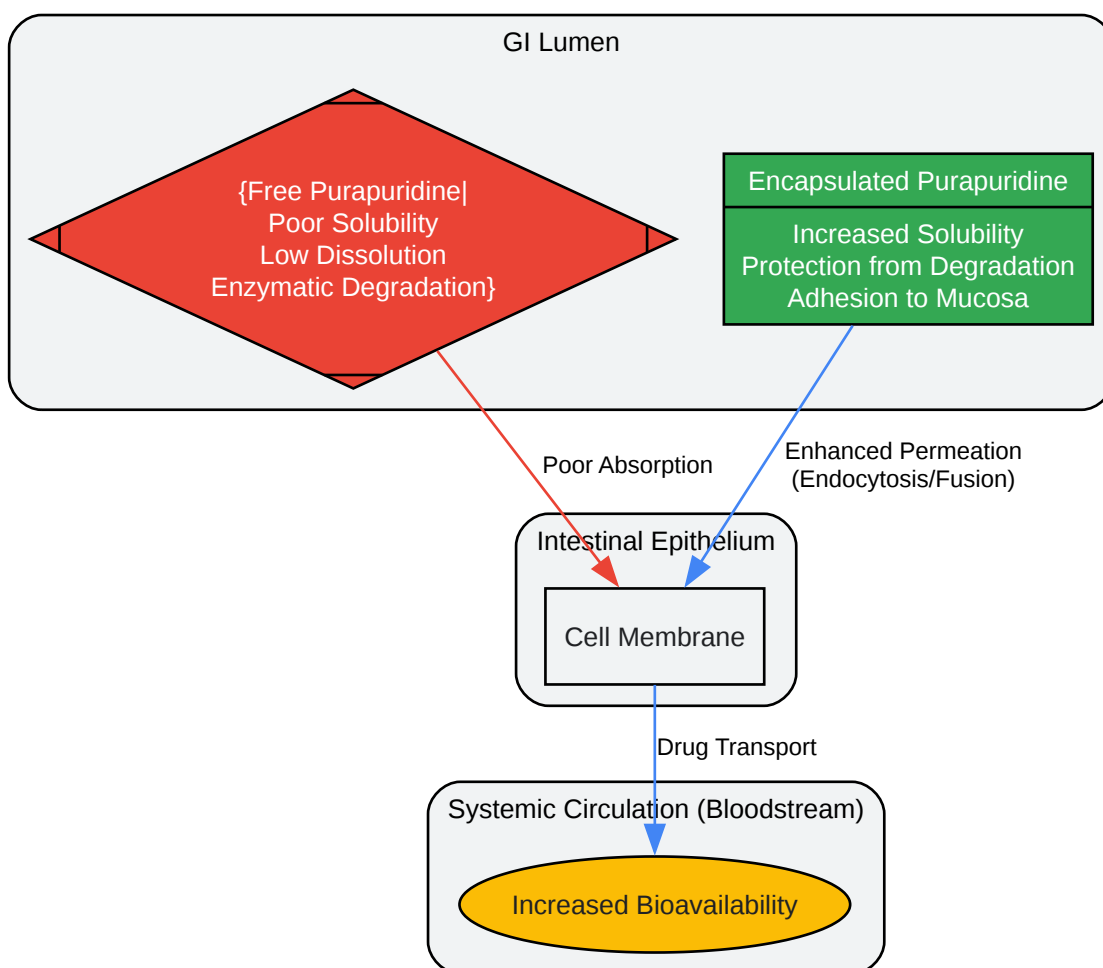 GI Lumen
{Free Purapuridine|
Poor Solubility
Low Dissolution
Enzymatic Degradation}
Encapsulated Purapuridine
Increased Solubility
Protection from Degradation
Adhesion to Mucosa
Poor Absorption
Enhanced Permeation
(Endocytosis/Fusion)
Intestinal Epithelium
Cell Membrane
Drug Transport
Systemic Circulation (Bloodstream)
Increased Bioavailability